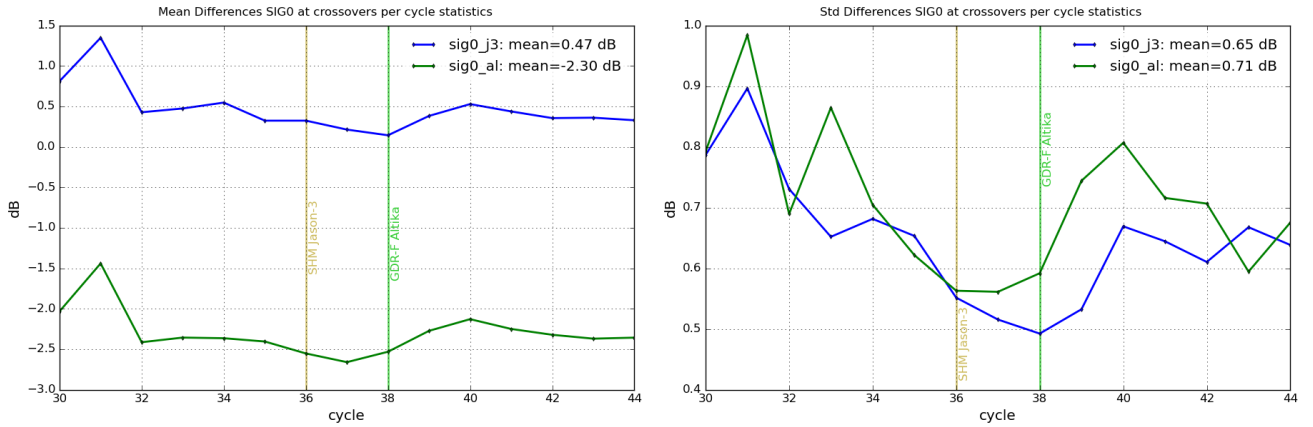 Mean Differences SIG0 at crossovers per cycle statistics
1.5
1.0
0.5
0.0
−0.5
−1.0
−1.5
−2.0
−2.5
−3.0
dB
sig0_j3: mean=0.47 dB
sig0_al: mean=-2.30 dB
SHM Jason-3
GDR-F Altika
30 32 34 36 38 40 42 44
cycle
Std Differences SIG0 at crossovers per cycle statistics
1.0
0.9
0.8
0.7
0.6
0.5
0.4
dB
sig0_j3: mean=0.65 dB
sig0_al: mean=0.71 dB
GDR-F Altika
SHM Jason-3
30 32 34 36 38 40 42 44
cycle